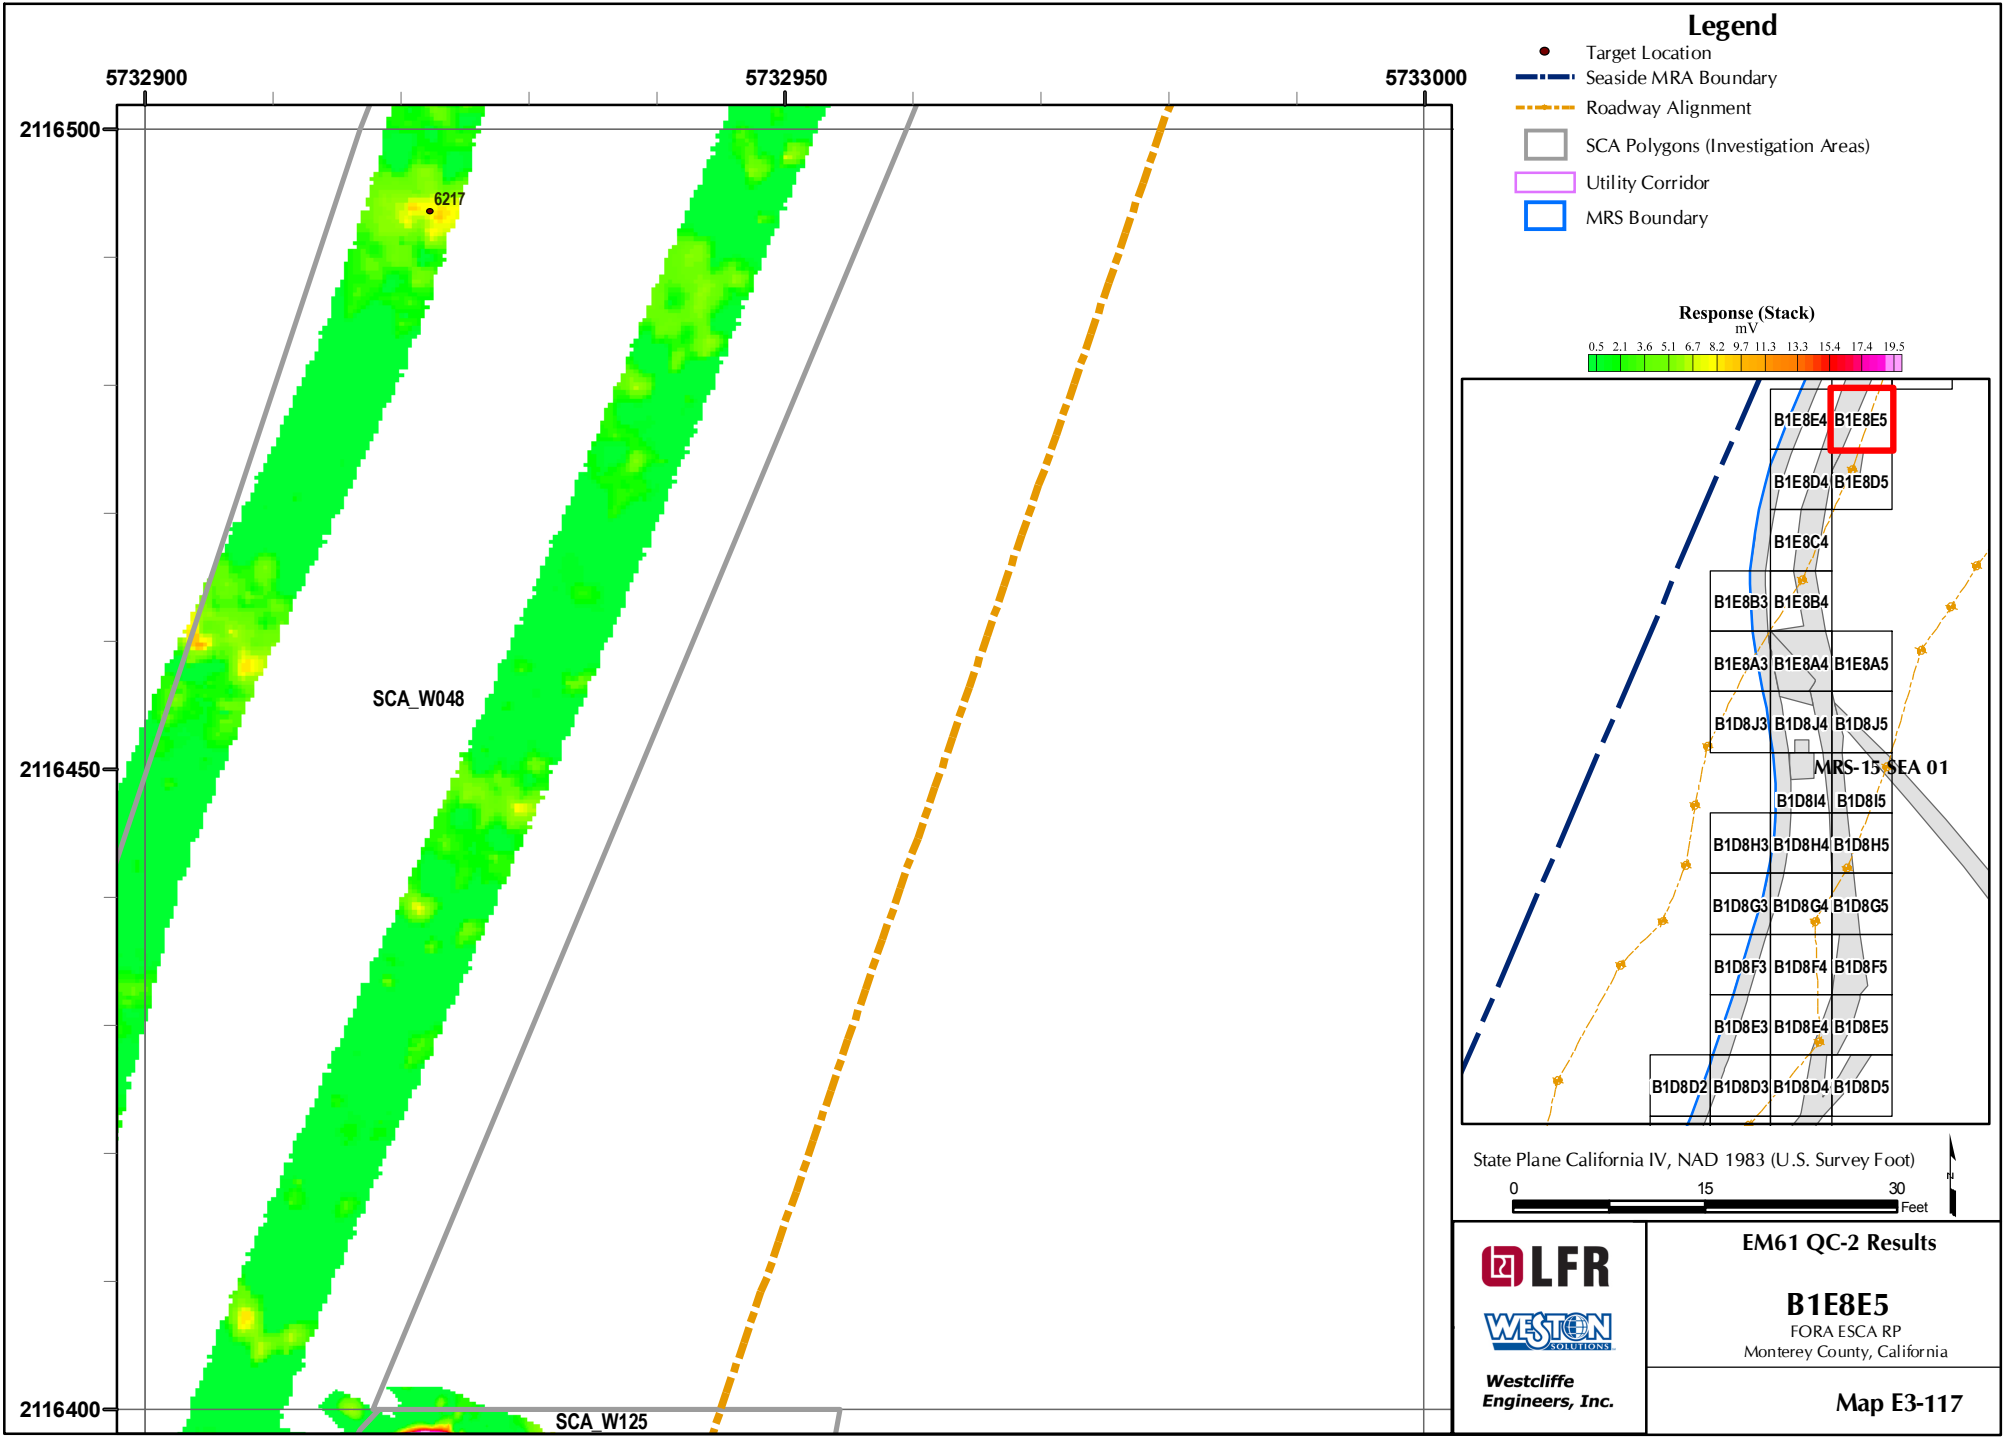 5732900
5732950
5733000
2116500
2116450
2116400
6217
SCA_W048
SCA_W125
Legend
Target Location
Seaside MRA Boundary
Roadway Alignment
SCA Polygons (Investigation Areas)
Utility Corridor
MRS Boundary
Response (Stack)
mV
0.5 2.1 3.6 5.1 6.7 8.2 9.7 11.3 13.3 15.4 17.4 19.5
B1E8E4 B1E8E5
B1E8D4 B1E8D5
B1E8C4
B1E8B3 B1E8B4
B1E8A3 B1E8A4 B1E8A5
B1D8J3 B1D8J4 B1D8J5
MRS-15 SEA 01
B1D8I4 B1D8I5
B1D8H3 B1D8H4 B1D8H5
B1D8G3 B1D8G4 B1D8G5
B1D8F3 B1D8F4 B1D8F5
B1D8E3 B1D8E4 B1D8E5
B1D8D2 B1D8D3 B1D8D4 B1D8D5
State Plane California IV, NAD 1983 (U.S. Survey Foot)
0 15 30
Feet
N
LFR
WESTON
SOLUTIONS
Westcliffe
Engineers, Inc.
EM61 QC-2 Results
B1E8E5
FORA ESCA RP
Monterey County, California
Map E3-117